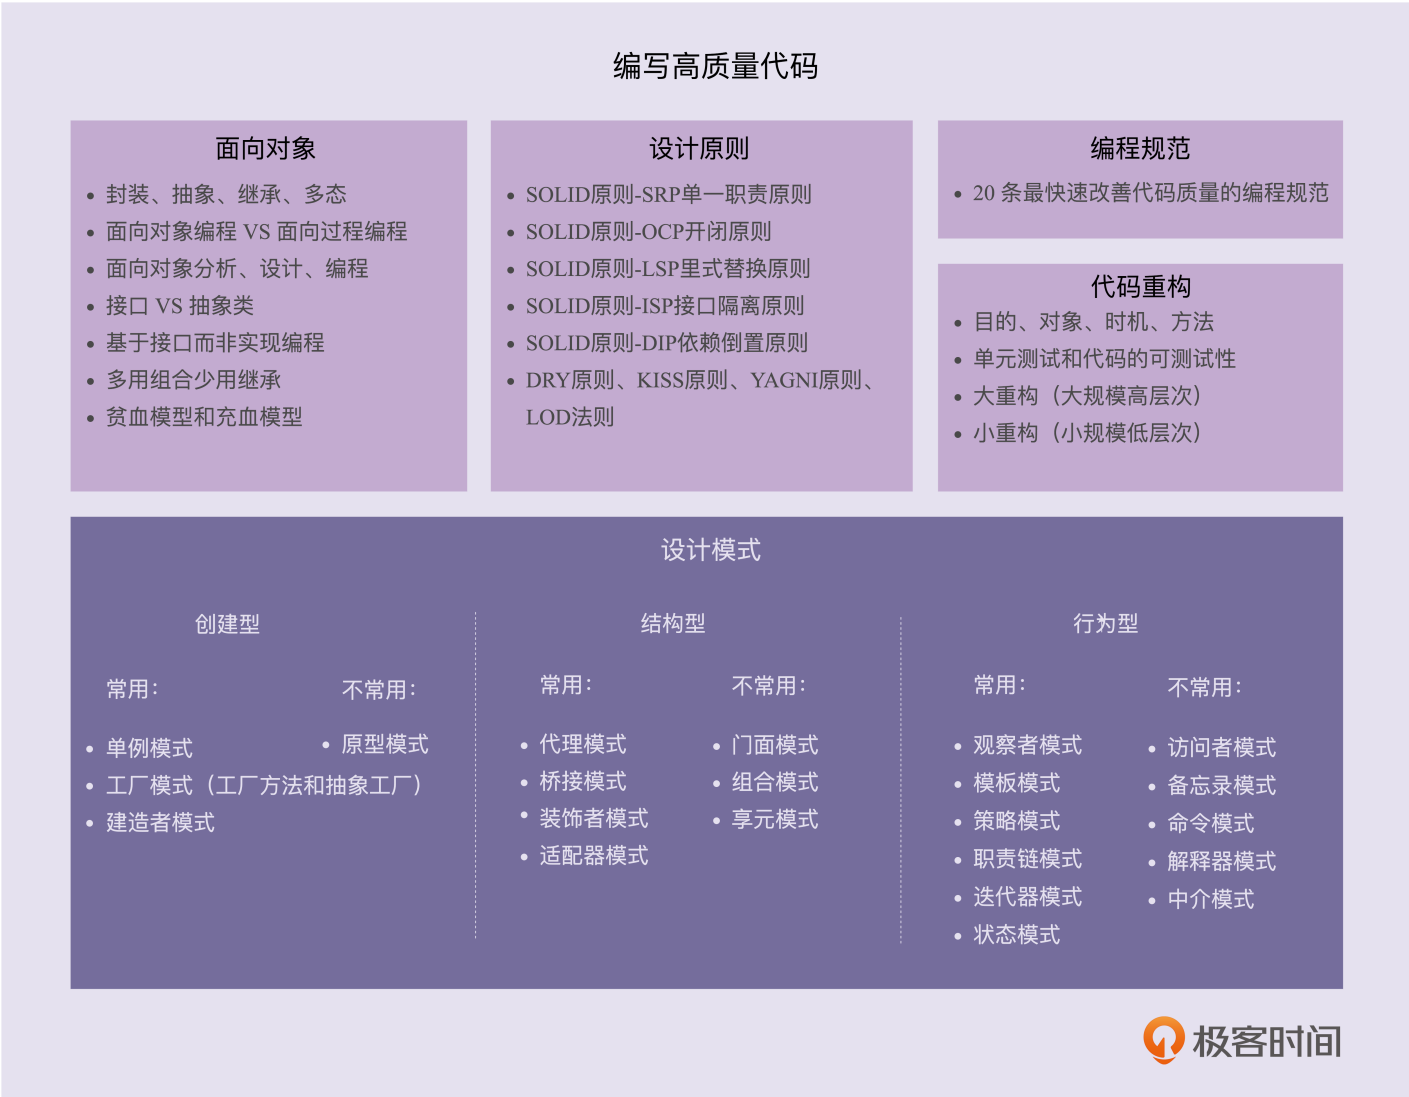 编写高质量代码
面向对象
• 封装、抽象、继承、多态
• 面向对象编程 VS 面向过程编程
• 面向对象分析、设计、编程
• 接口 VS 抽象类
• 基于接口而非实现编程
• 多用组合少用继承
• 贫血模型和充血模型
设计原则
• SOLID原则-SRP单一职责原则
• SOLID原则-OCP开闭原则
• SOLID原则-LSP里式替换原则
• SOLID原则-ISP接口隔离原则
• SOLID原则-DIP依赖倒置原则
• DRY原则、KISS原则、YAGNI原则、
LOD法则
编程规范
• 20 条最快速改善代码质量的编程规范
代码重构
• 目的、对象、时机、方法
• 单元测试和代码的可测试性
• 大重构（大规模高层次）
• 小重构（小规模低层次）
设计模式
创建型
常用：
• 单例模式
• 工厂模式（工厂方法和抽象工厂）
• 建造者模式
不常用：
• 原型模式
结构型
常用：
• 代理模式
• 桥接模式
• 装饰者模式
• 适配器模式
不常用：
• 门面模式
• 组合模式
• 享元模式
行为型
常用：
• 观察者模式
• 模板模式
• 策略模式
• 职责链模式
• 迭代器模式
• 状态模式
不常用：
• 访问者模式
• 备忘录模式
• 命令模式
• 解释器模式
• 中介模式
极客时间